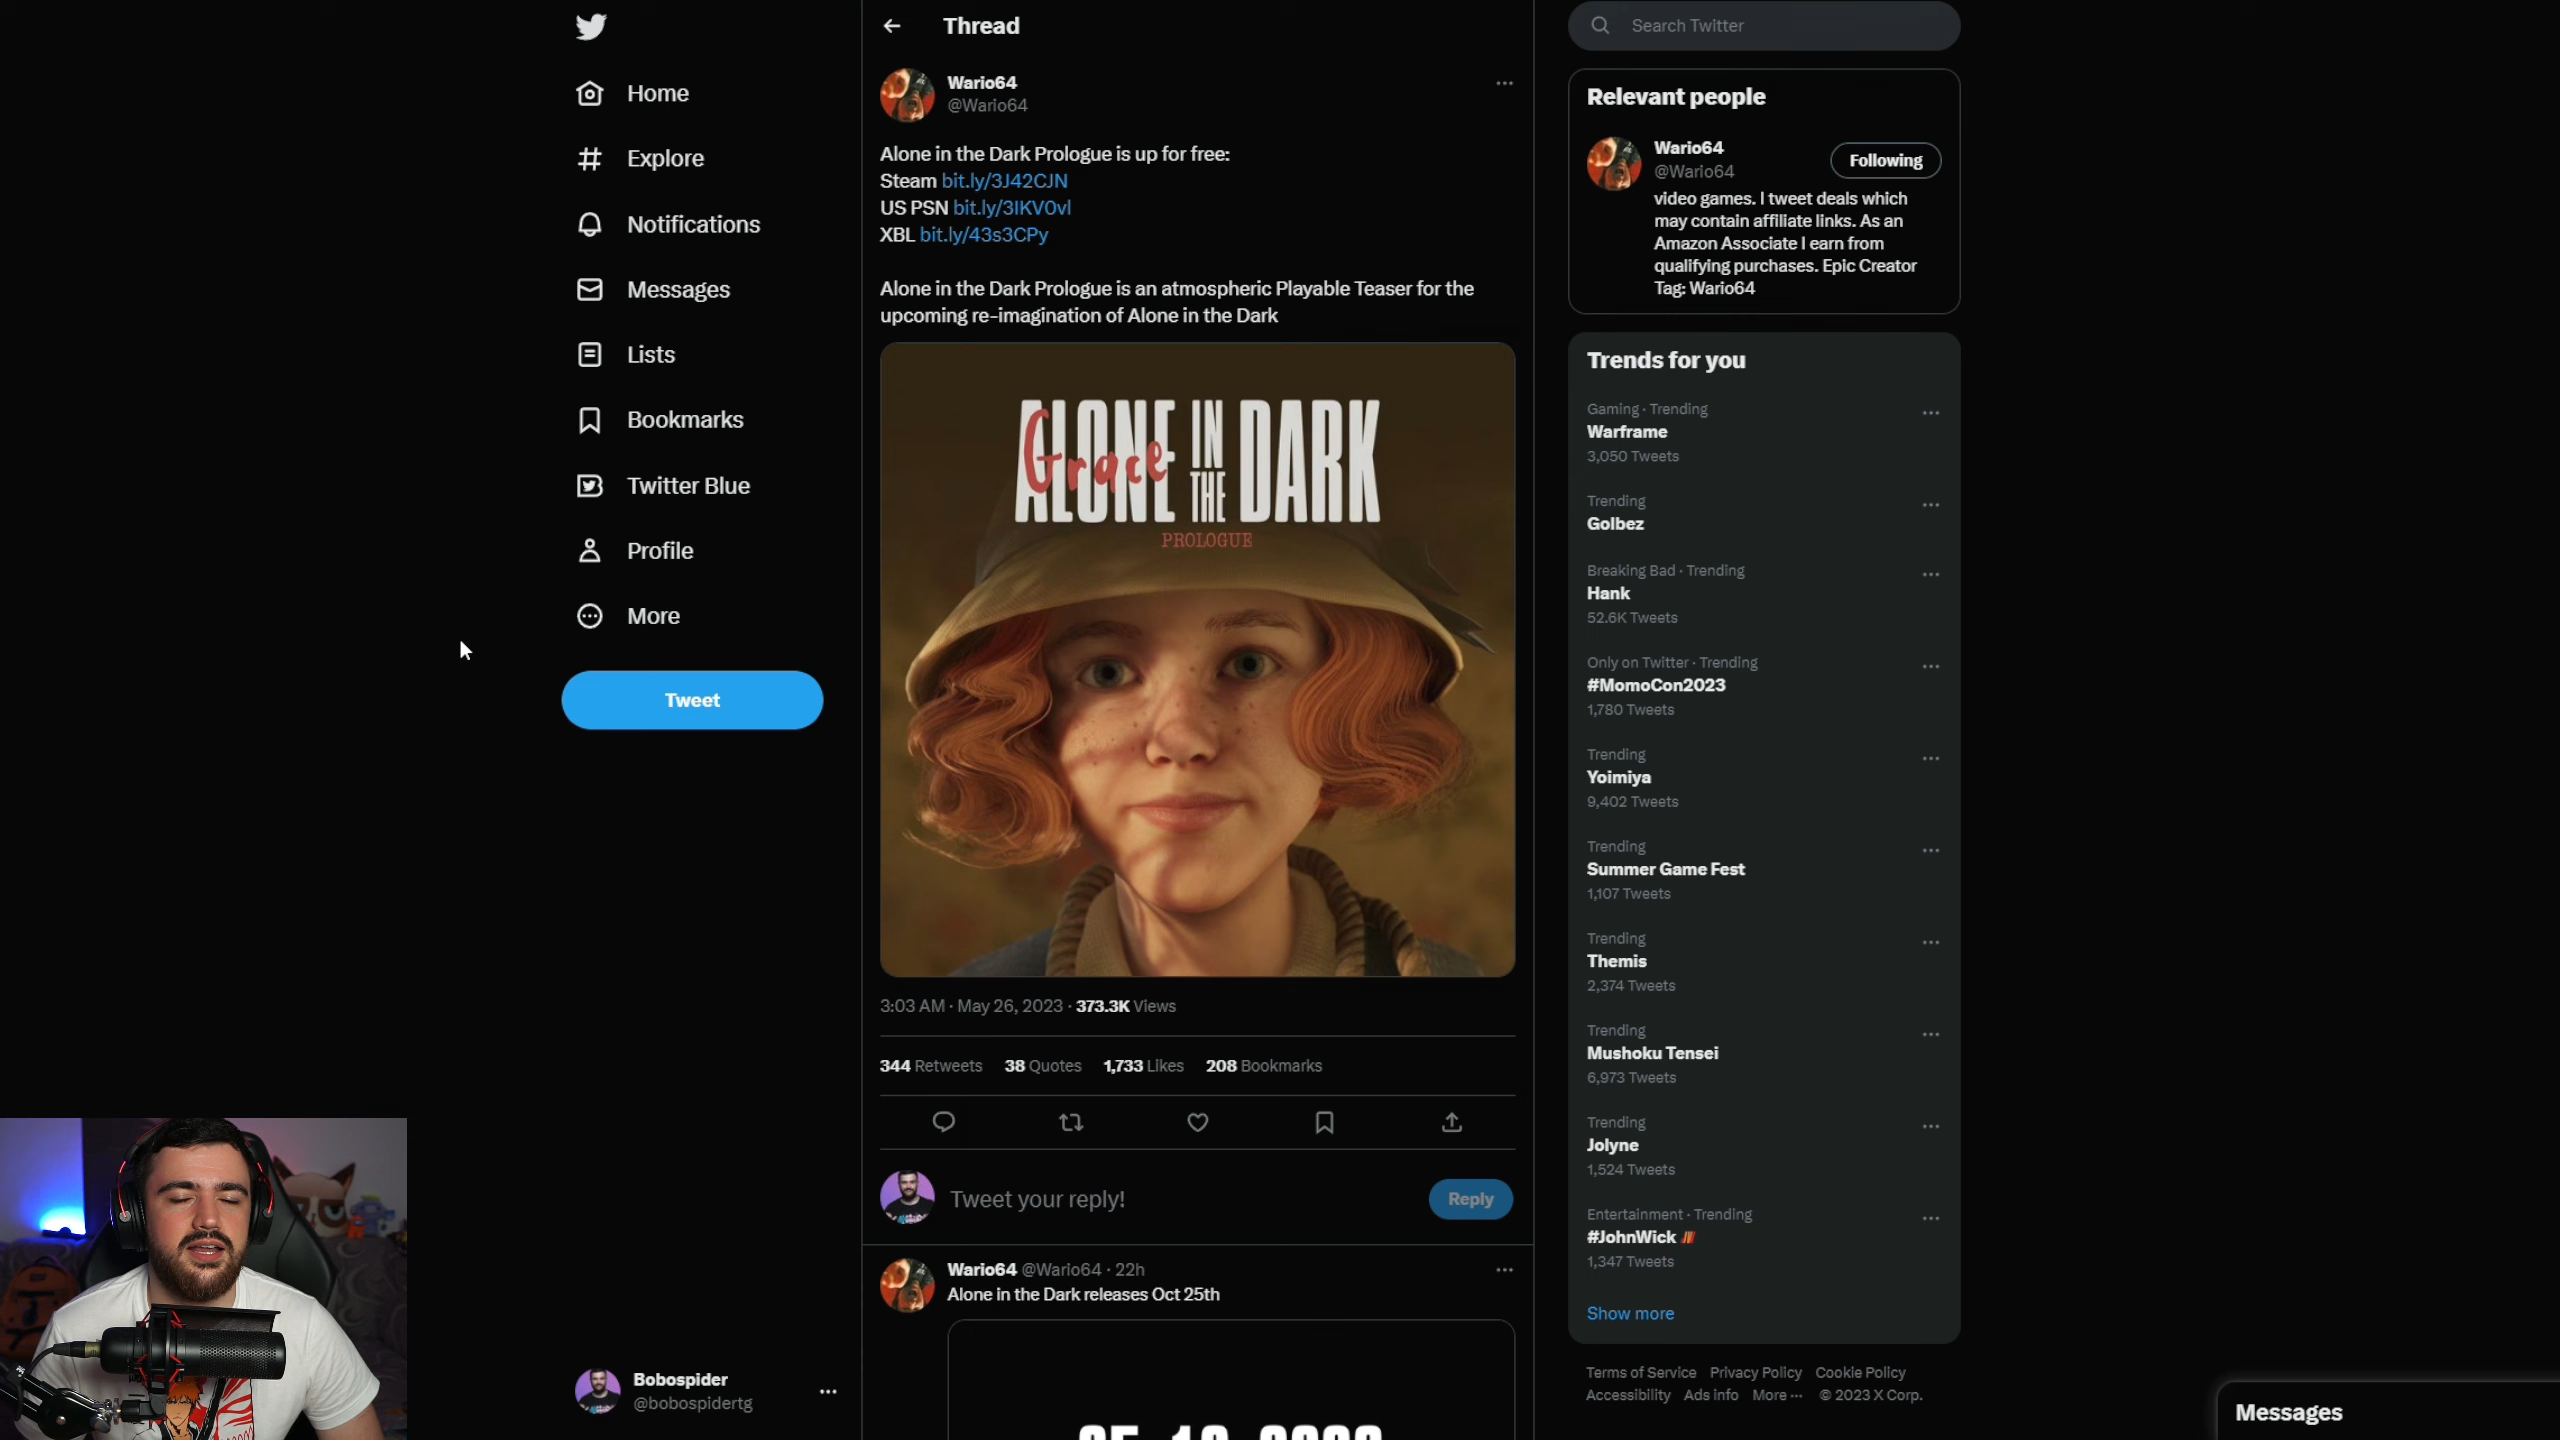 Home
Explore
Notifications
Messages
Lists
Bookmarks
Twitter Blue
Profile
More
Tweet
Bobospider
@bobospidertg
Thread
Wario64
@Wario64
Alone in the Dark Prologue is up for free:
Steam bit.ly/3J42CJN
US PSN bit.ly/3IKV0vl
XBL bit.ly/43s3CPy
Alone in the Dark Prologue is an atmospheric Playable Teaser for the
upcoming re-imagination of Alone in the Dark
ALONE IN THE DARK
Grace
PROLOGUE
3:03 AM · May 26, 2023 · 373.3K Views
344 Retweets 38 Quotes 1,733 Likes 208 Bookmarks
Tweet your reply!
Reply
Wario64 @Wario64 · 22h
Alone in the Dark releases Oct 25th
Search Twitter
Relevant people
Wario64
@Wario64
Following
video games. I tweet deals which
may contain affiliate links. As an
Amazon Associate I earn from
qualifying purchases. Epic Creator
Tag: Wario64
Trends for you
Gaming · Trending
Warframe
3,050 Tweets
Trending
Golbez
Breaking Bad · Trending
Hank
52.6K Tweets
Only on Twitter · Trending
#MomoCon2023
1,780 Tweets
Trending
Yoimiya
9,402 Tweets
Trending
Summer Game Fest
1,107 Tweets
Trending
Themis
2,374 Tweets
Trending
Mushoku Tensei
6,973 Tweets
Trending
Jolyne
1,524 Tweets
Entertainment · Trending
#JohnWick
1,347 Tweets
Show more
Terms of Service Privacy Policy Cookie Policy
Accessibility Ads info More ··· © 2023 X Corp.
Messages